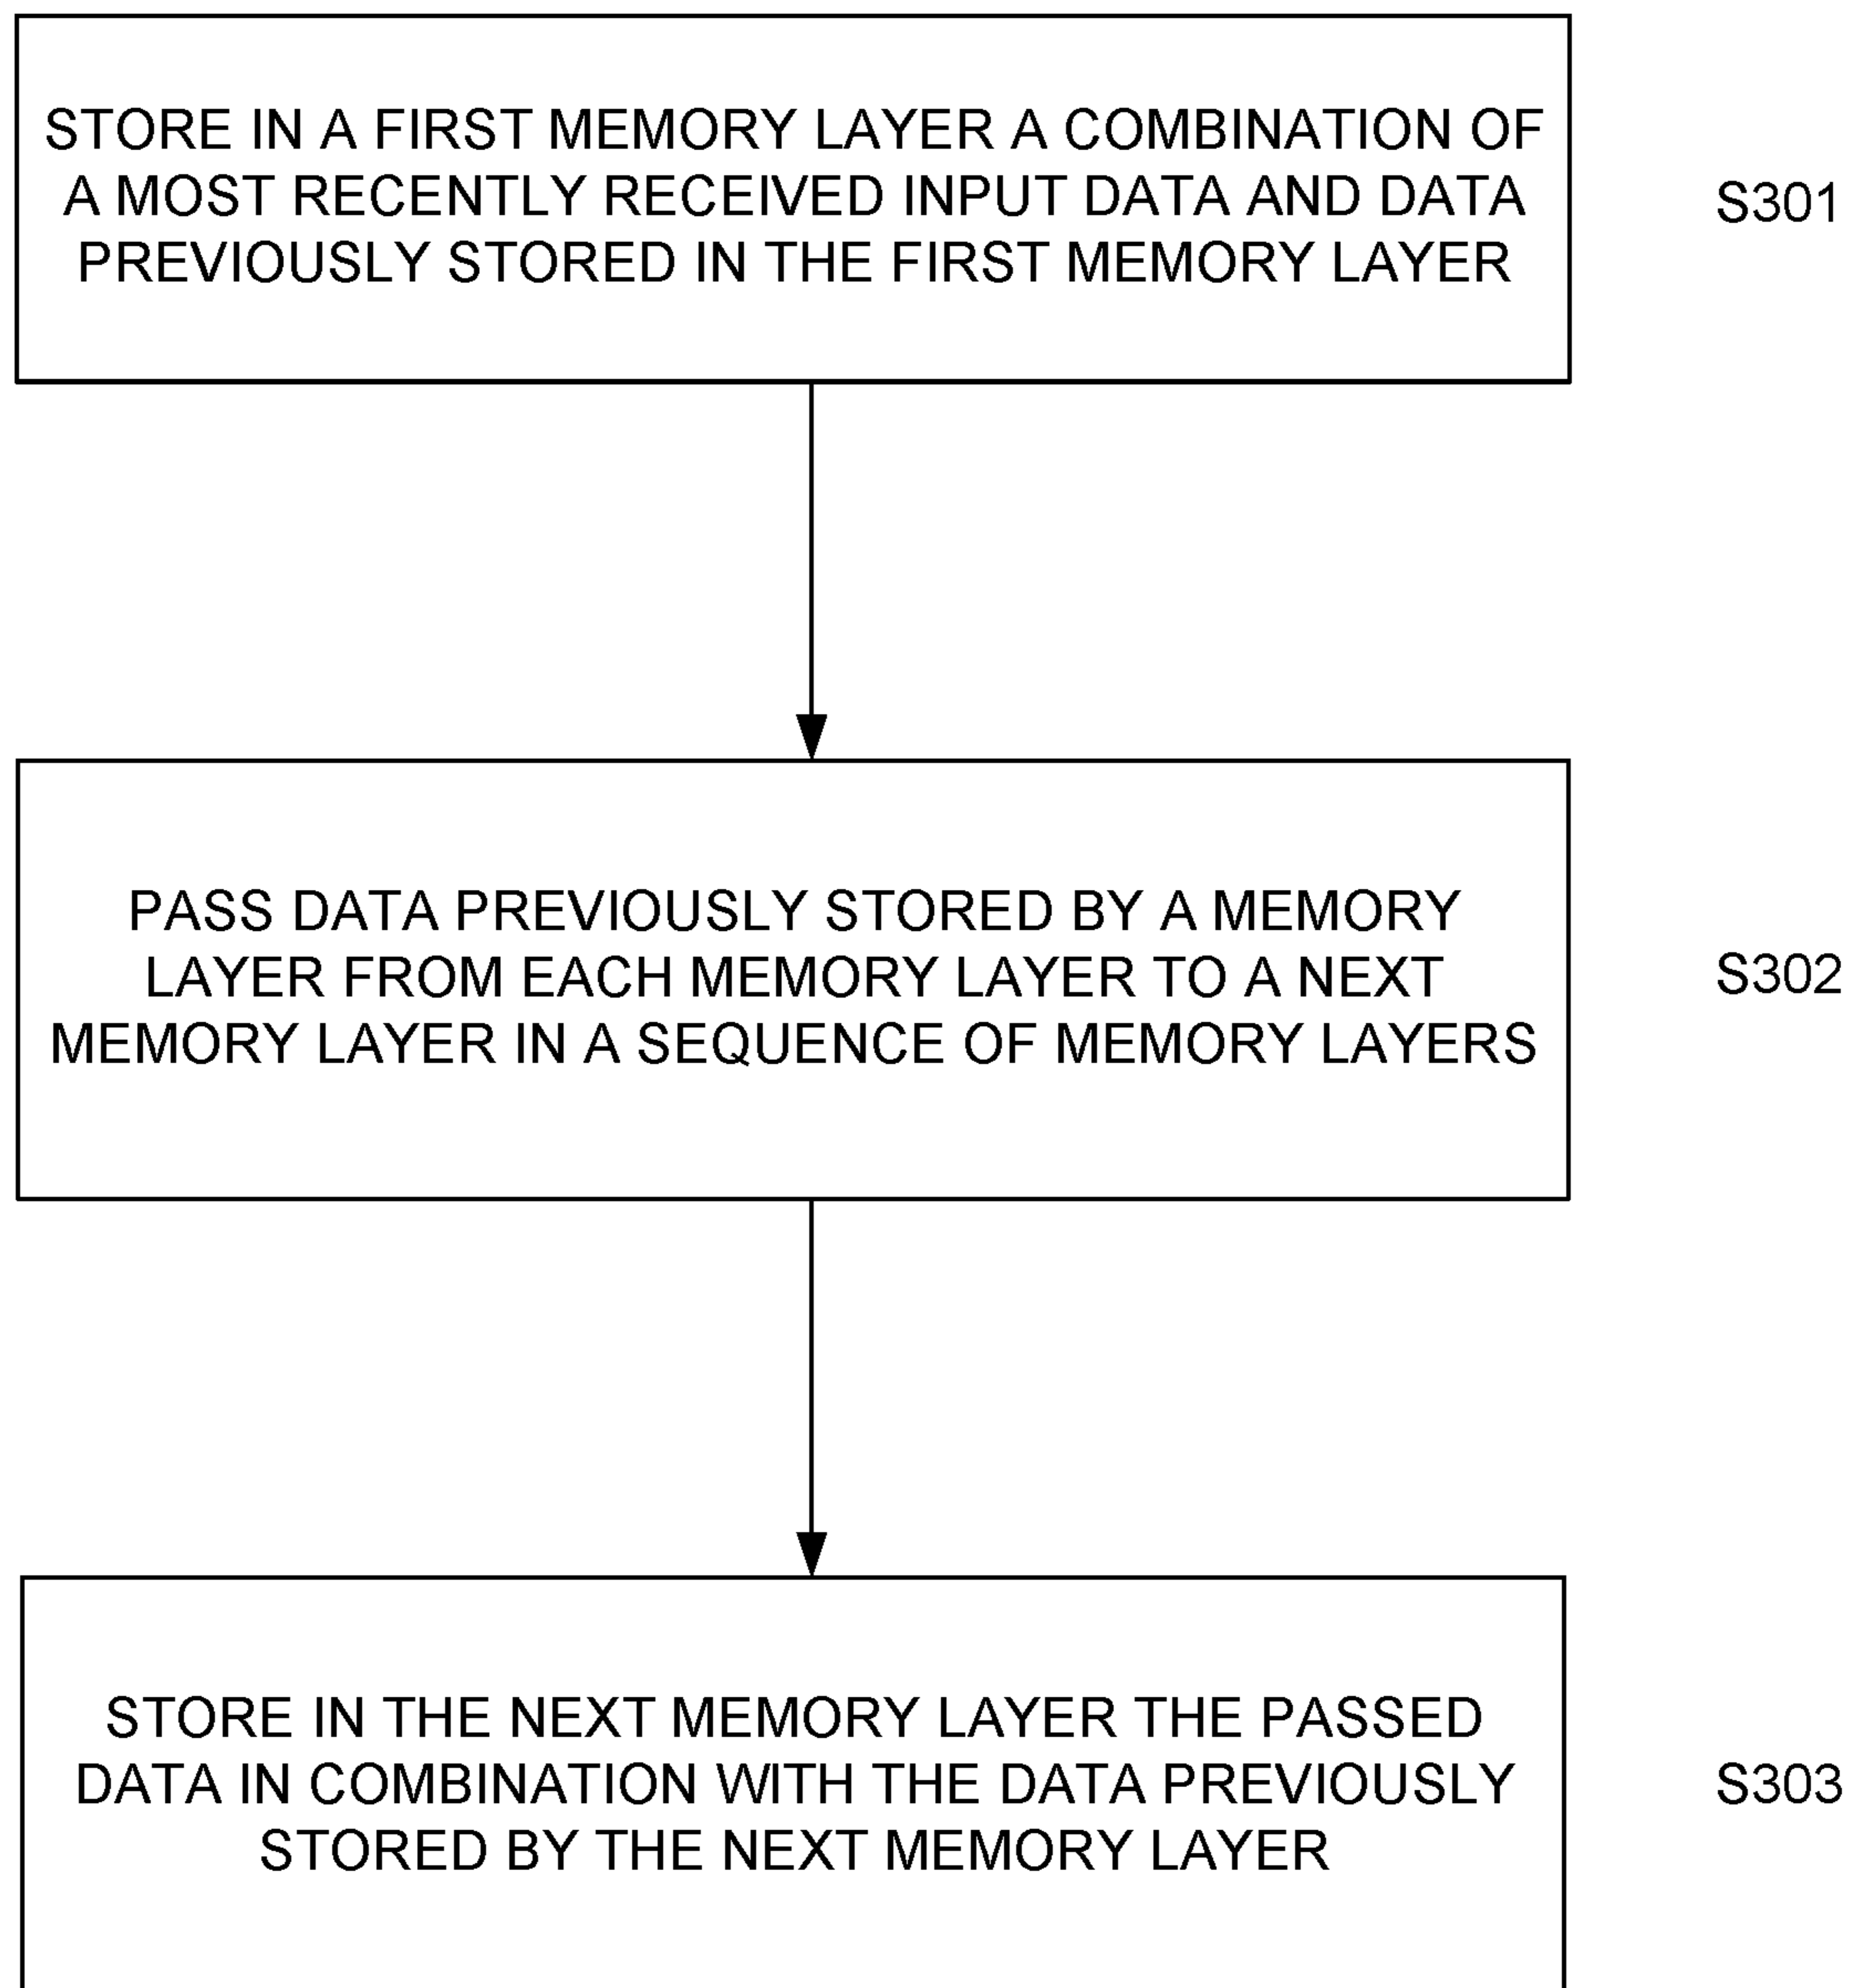 STORE IN A FIRST MEMORY LAYER A COMBINATION OF
A MOST RECENTLY RECEIVED INPUT DATA AND DATA
PREVIOUSLY STORED IN THE FIRST MEMORY LAYER
S301
PASS DATA PREVIOUSLY STORED BY A MEMORY
LAYER FROM EACH MEMORY LAYER TO A NEXT
MEMORY LAYER IN A SEQUENCE OF MEMORY LAYERS
S302
STORE IN THE NEXT MEMORY LAYER THE PASSED
DATA IN COMBINATION WITH THE DATA PREVIOUSLY
STORED BY THE NEXT MEMORY LAYER
S303